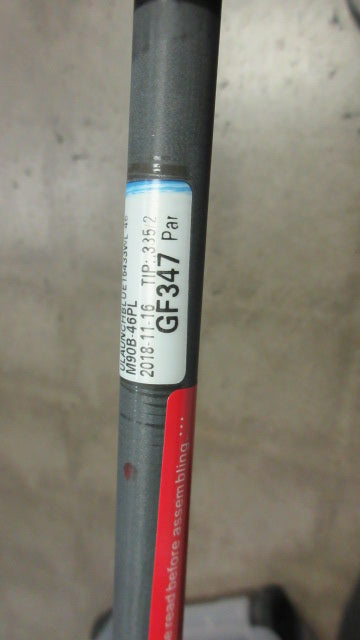 M90B-46PL
2018-11-16 TIP:.335/2
GF347 Par
e read before assembling ...